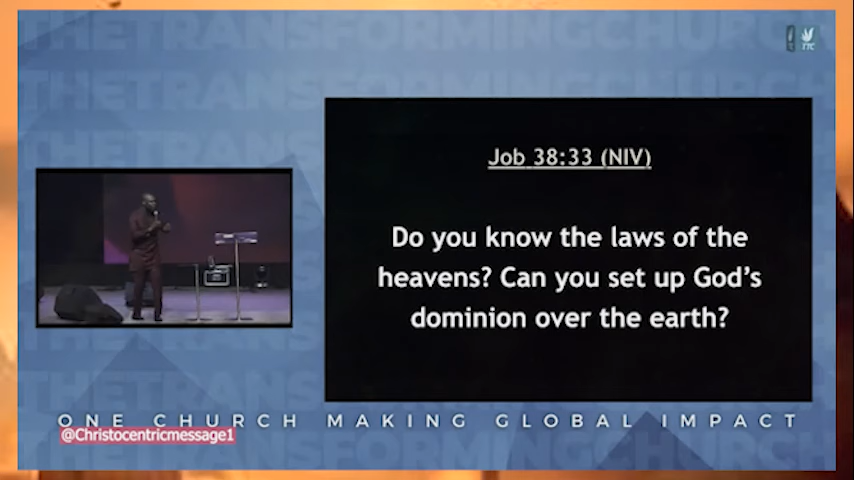 THETRANSFORMINGCHURCH
THETRANSFORMINGCHURCH
TTC
Job 38:33 (NIV)
Do you know the laws of the
heavens? Can you set up God's
dominion over the earth?
ONE CHURCH MAKING GLOBAL IMPACT
@Christocentricmessage1
THETRANSFORMINGCHURCH